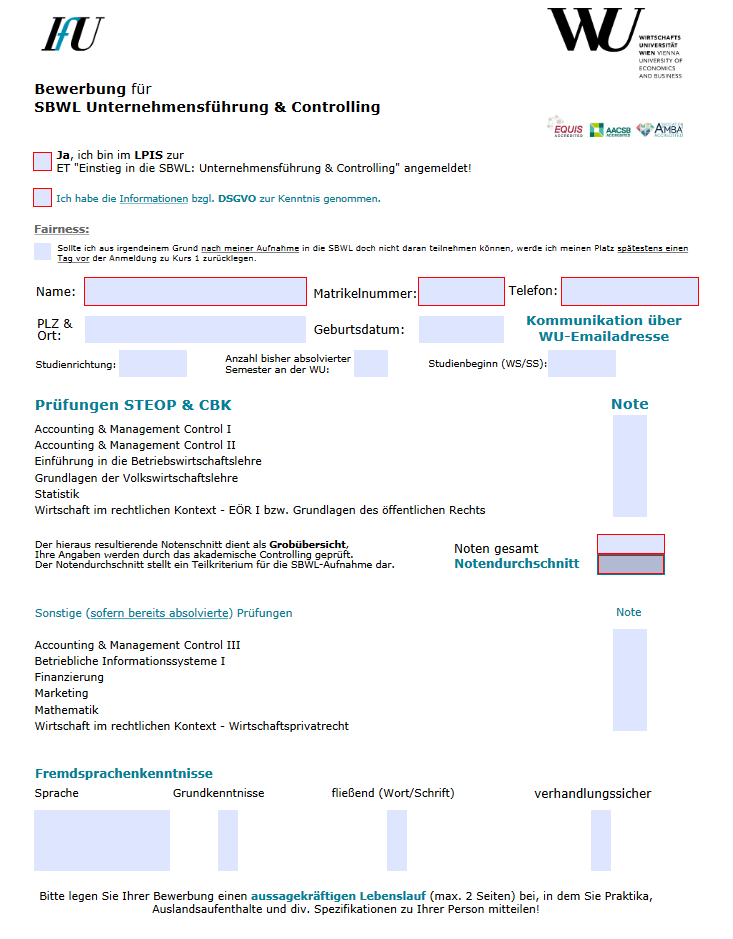 IfU
WU
WIRTSCHAFTS
UNIVERSITÄT
WIEN VIENNA
UNIVERSITY OF
ECONOMICS
AND BUSINESS
Bewerbung für
SBWL Unternehmensführung & Controlling
EQUIS ACCREDITED
AACSB ACCREDITED
AMBA ACCREDITED
Ja, ich bin im LPIS zur
ET "Einstieg in die SBWL: Unternehmensführung & Controlling" angemeldet!
Ich habe die Informationen bzgl. DSGVO zur Kenntnis genommen.
Fairness:
Sollte ich aus irgendeinem Grund nach meiner Aufnahme in die SBWL doch nicht daran teilnehmen können, werde ich meinen Platz spätestens einen
Tag vor der Anmeldung zu Kurs 1 zurücklegen.
Name: Matrikelnummer: Telefon:
PLZ &
Ort:
Geburtsdatum:
Kommunikation über
WU-Emailadresse
Studienrichtung:
Anzahl bisher absolvierter
Semester an der WU:
Studienbeginn (WS/SS):
Prüfungen STEOP & CBK Note
Accounting & Management Control I
Accounting & Management Control II
Einführung in die Betriebswirtschaftslehre
Grundlagen der Volkswirtschaftslehre
Statistik
Wirtschaft im rechtlichen Kontext - EÖR I bzw. Grundlagen des öffentlichen Rechts
Der hieraus resultierende Notenschnitt dient als Grobübersicht,
Ihre Angaben werden durch das akademische Controlling geprüft.
Der Notendurchschnitt stellt ein Teilkriterium für die SBWL-Aufnahme dar.
Noten gesamt
Notendurchschnitt
Sonstige (sofern bereits absolvierte) Prüfungen Note
Accounting & Management Control III
Betriebliche Informationssysteme I
Finanzierung
Marketing
Mathematik
Wirtschaft im rechtlichen Kontext - Wirtschaftsprivatrecht
Fremdsprachenkenntnisse
Sprache Grundkenntnisse fließend (Wort/Schrift) verhandlungssicher
Bitte legen Sie Ihrer Bewerbung einen aussagekräftigen Lebenslauf (max. 2 Seiten) bei, in dem Sie Praktika,
Auslandsaufenthalte und div. Spezifikationen zu Ihrer Person mitteilen!